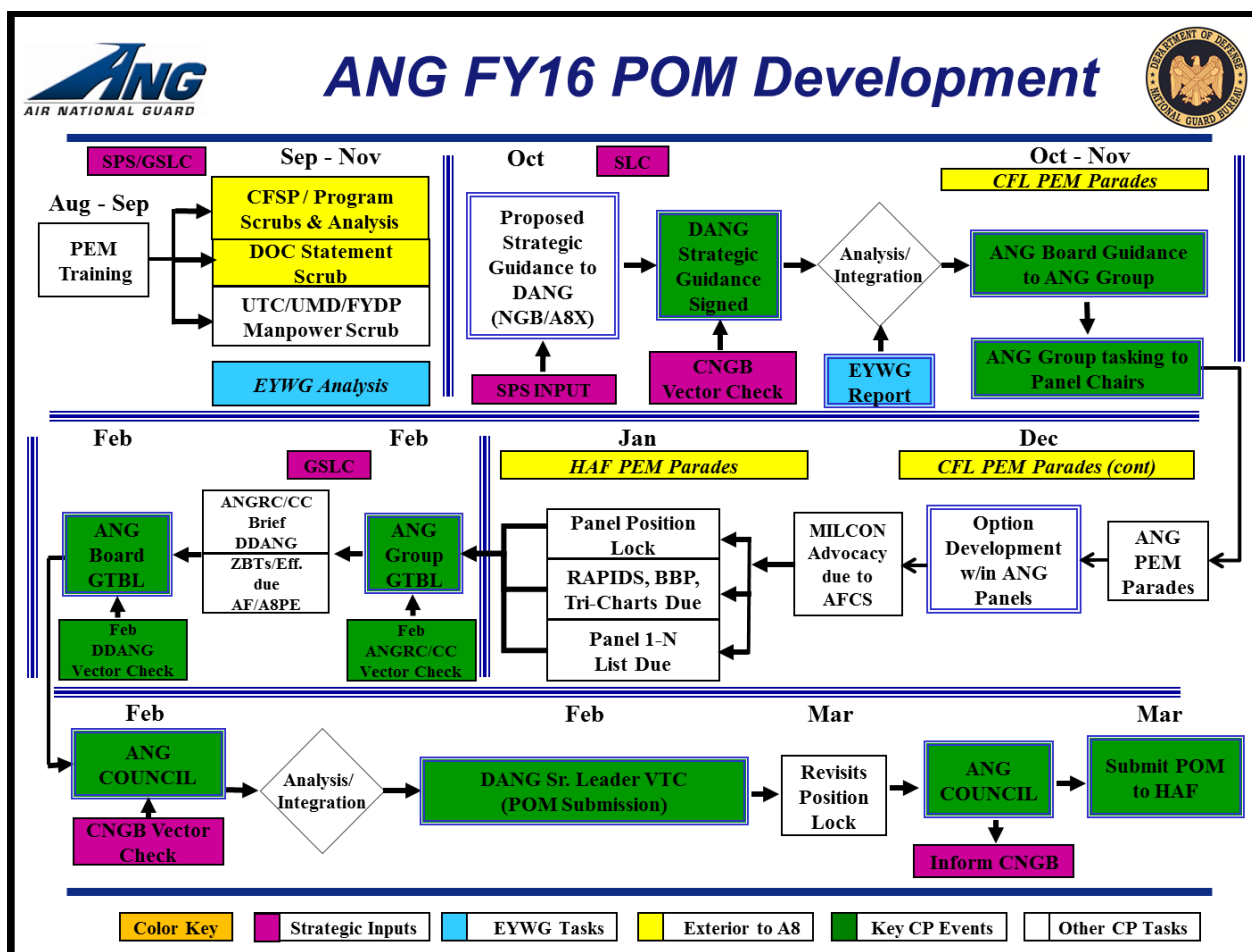 ANG
AIR NATIONAL GUARD
ANG FY16 POM Development
DEPARTMENT OF DEFENSE
NATIONAL GUARD BUREAU
SPS/GSLC
Sep - Nov
Aug - Sep
PEM
Training
CFSP / Program
Scrubs & Analysis
DOC Statement
Scrub
UTC/UMD/FYDP
Manpower Scrub
EYWG Analysis
Oct
SLC
Proposed
Strategic
Guidance to
DANG
(NGB/A8X)
SPS INPUT
DANG
Strategic
Guidance
Signed
CNGB
Vector Check
Analysis/
Integration
EYWG
Report
Oct - Nov
CFL PEM Parades
ANG Board Guidance
to ANG Group
ANG Group tasking to
Panel Chairs
Feb
Feb
GSLC
ANG
Board
GTBL
Feb
DDANG
Vector Check
ANGRC/CC
Brief
DDANG
ZBTs/Eff.
due
AF/A8PE
ANG
Group
GTBL
Feb
ANGRC/CC
Vector Check
Jan
HAF PEM Parades
Panel Position
Lock
RAPIDS, BBP,
Tri-Charts Due
Panel 1-N
List Due
MILCON
Advocacy
due to
AFCS
Dec
CFL PEM Parades (cont)
Option
Development
w/in ANG
Panels
ANG
PEM
Parades
Feb
ANG
COUNCIL
CNGB Vector
Check
Analysis/
Integration
Feb
DANG Sr. Leader VTC
(POM Submission)
Mar
Revisits
Position
Lock
ANG
COUNCIL
Inform CNGB
Mar
Submit POM
to HAF
Color Key
Strategic Inputs
EYWG Tasks
Exterior to A8
Key CP Events
Other CP Tasks